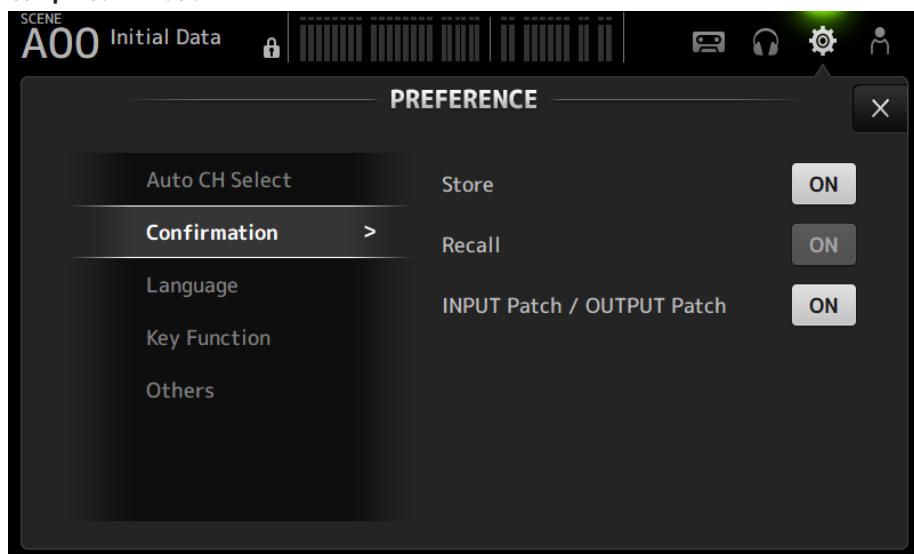 SCENE
A00 Initial Data
PREFERENCE
Auto CH Select
Confirmation >
Language
Key Function
Others
Store ON
Recall ON
INPUT Patch / OUTPUT Patch ON